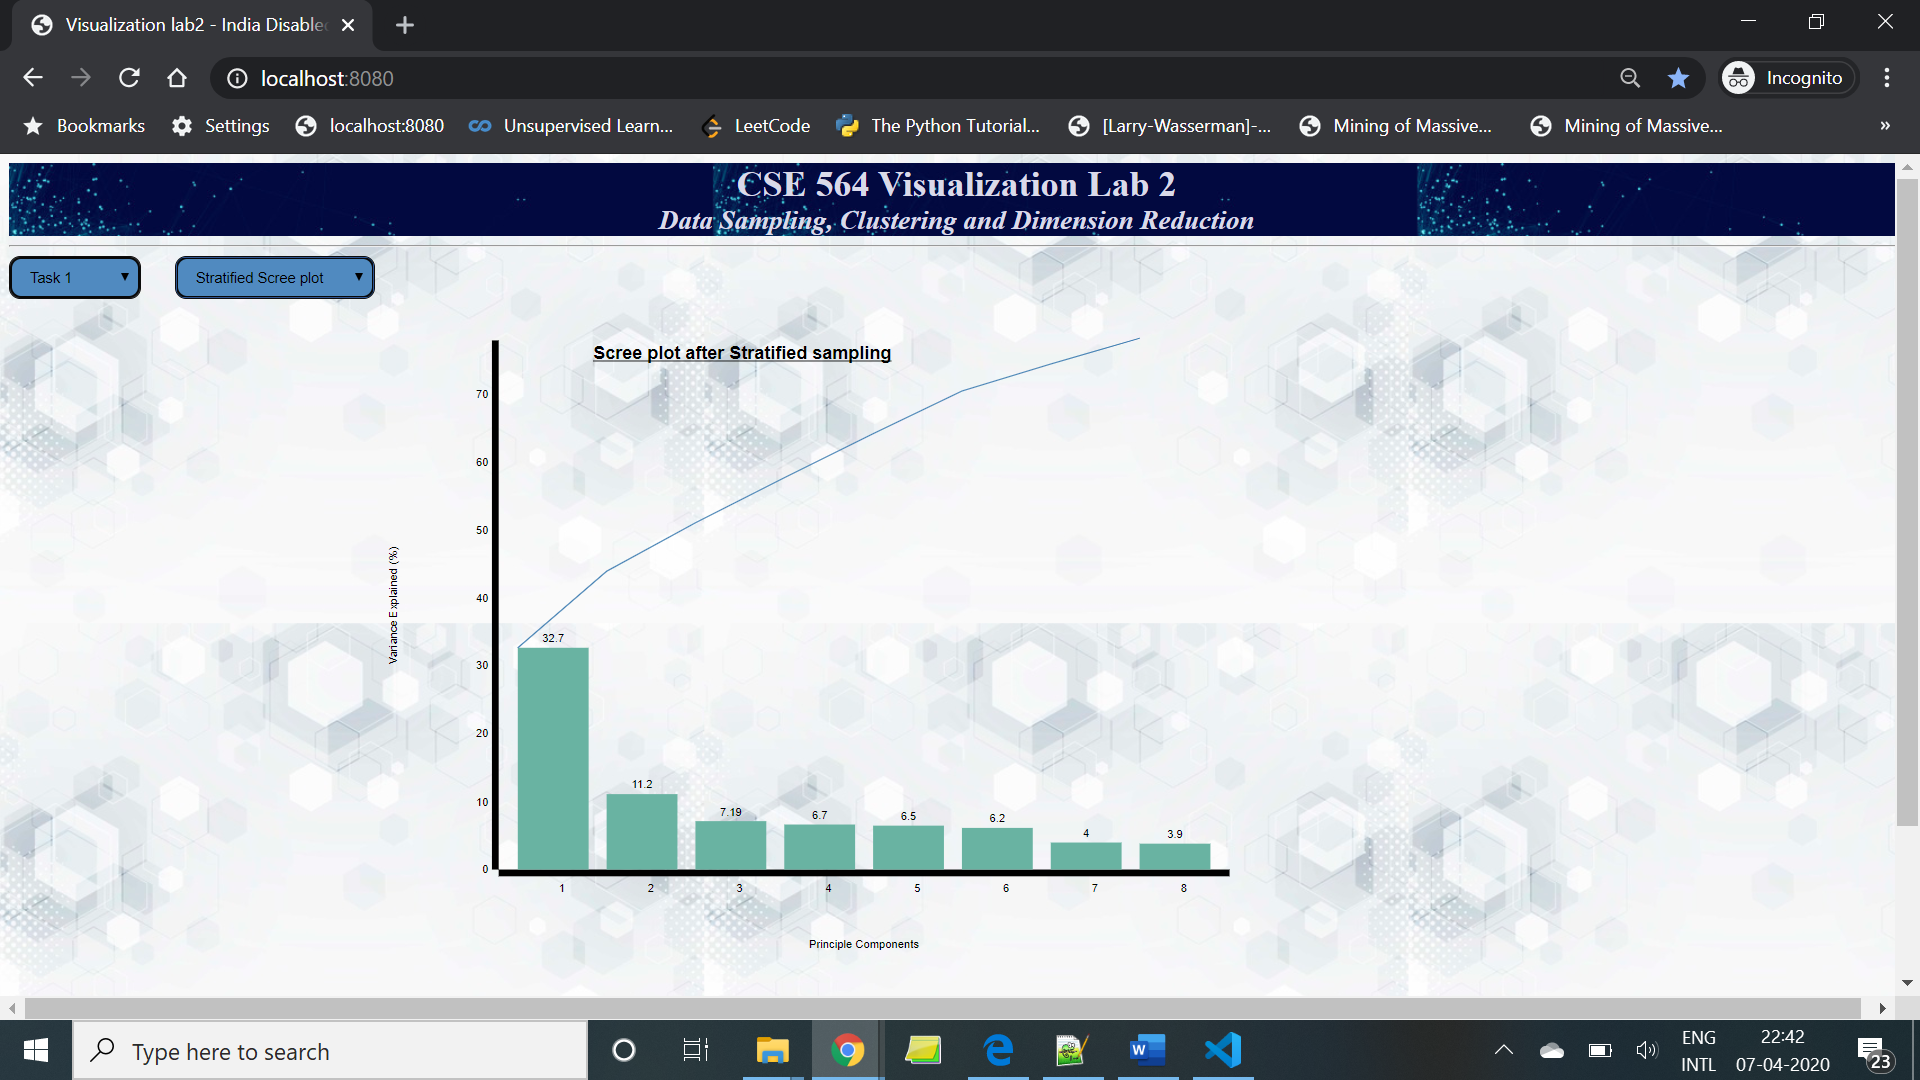 Visualization lab2 - India Disabled
localhost:8080
Incognito
Bookmarks
Settings
localhost:8080
Unsupervised Learn...
LeetCode
The Python Tutorial...
[Larry-Wasserman]-...
Mining of Massive...
Mining of Massive...
»
CSE 564 Visualization Lab 2
Data Sampling, Clustering and Dimension Reduction
Task 1
Stratified Scree plot
Scree plot after Stratified sampling
70
60
50
40
30
20
10
0
Variance Explained (%)
32.7
11.2
7.19
6.7
6.5
6.2
4
3.9
1
2
3
4
5
6
7
8
Principle Components
Type here to search
ENG
INTL
22:42
07-04-2020
23